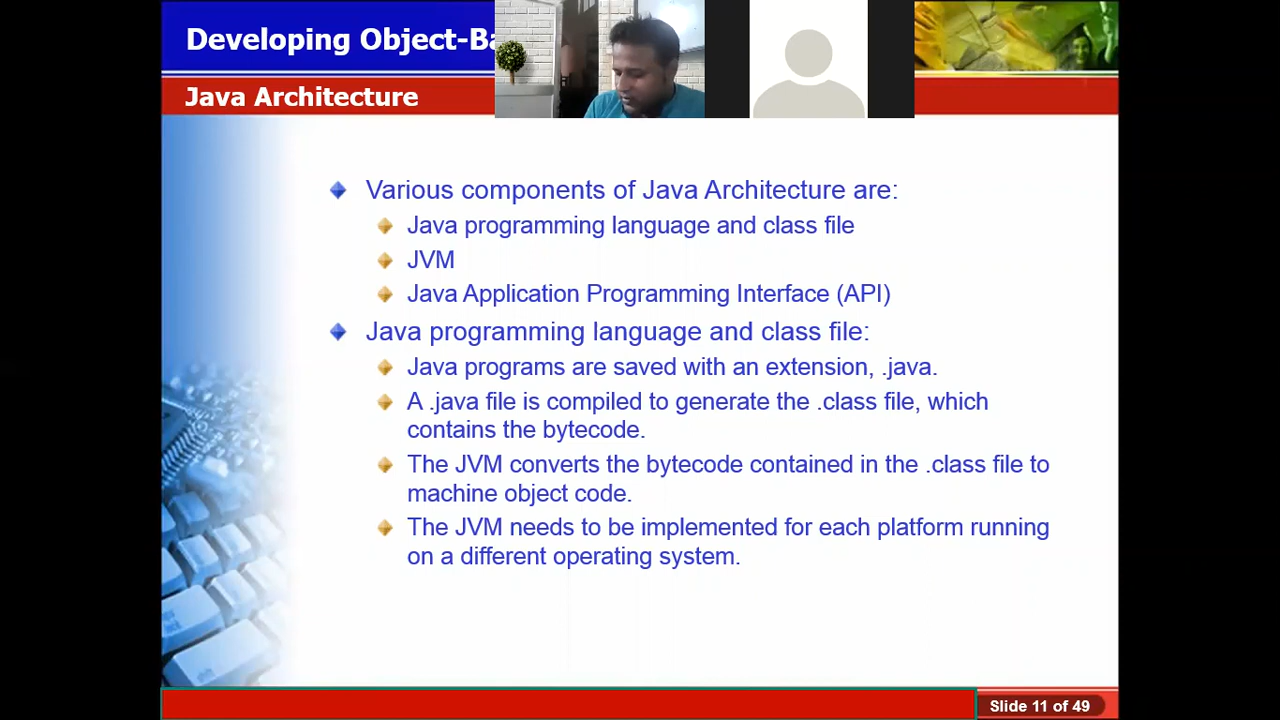 Developing Object-Ba
Java Architecture
Various components of Java Architecture are:
Java programming language and class file
JVM
Java Application Programming Interface (API)
Java programming language and class file:
Java programs are saved with an extension, .java.
A .java file is compiled to generate the .class file, which
contains the bytecode.
The JVM converts the bytecode contained in the .class file to
machine object code.
The JVM needs to be implemented for each platform running
on a different operating system.
Slide 11 of 49